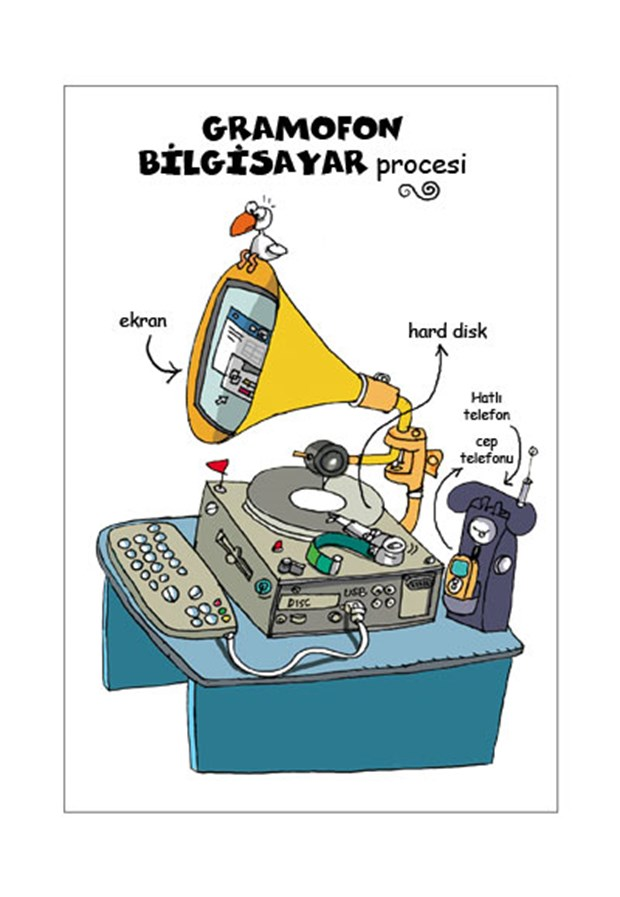 GRAMOFON
BİLGİSAYAR procesi
ekran
hard disk
Hatlı
telefon
cep
telefonu
DISC
USB